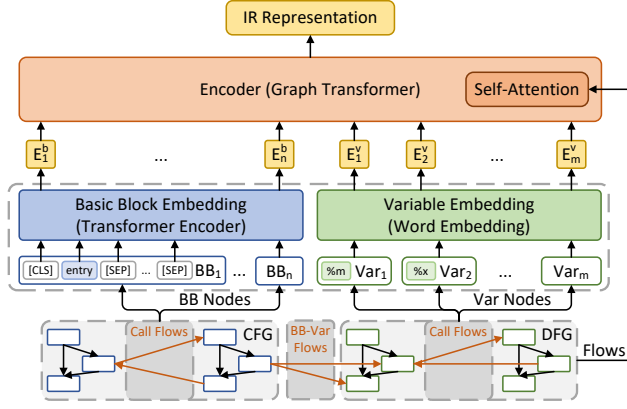 IR Representation
Encoder (Graph Transformer)
Self-Attention
E₁ᵇ ... Eₙᵇ E₁ᵛ E₂ᵛ ... Eₘᵛ
Basic Block Embedding
(Transformer Encoder)
Variable Embedding
(Word Embedding)
[CLS] entry [SEP] ... [SEP] BB₁ ... BBₙ
%m Var₁ %x Var₂ ... Varₘ
BB Nodes
Var Nodes
Call Flows
CFG
BB-Var
Flows
Call Flows
DFG
Flows